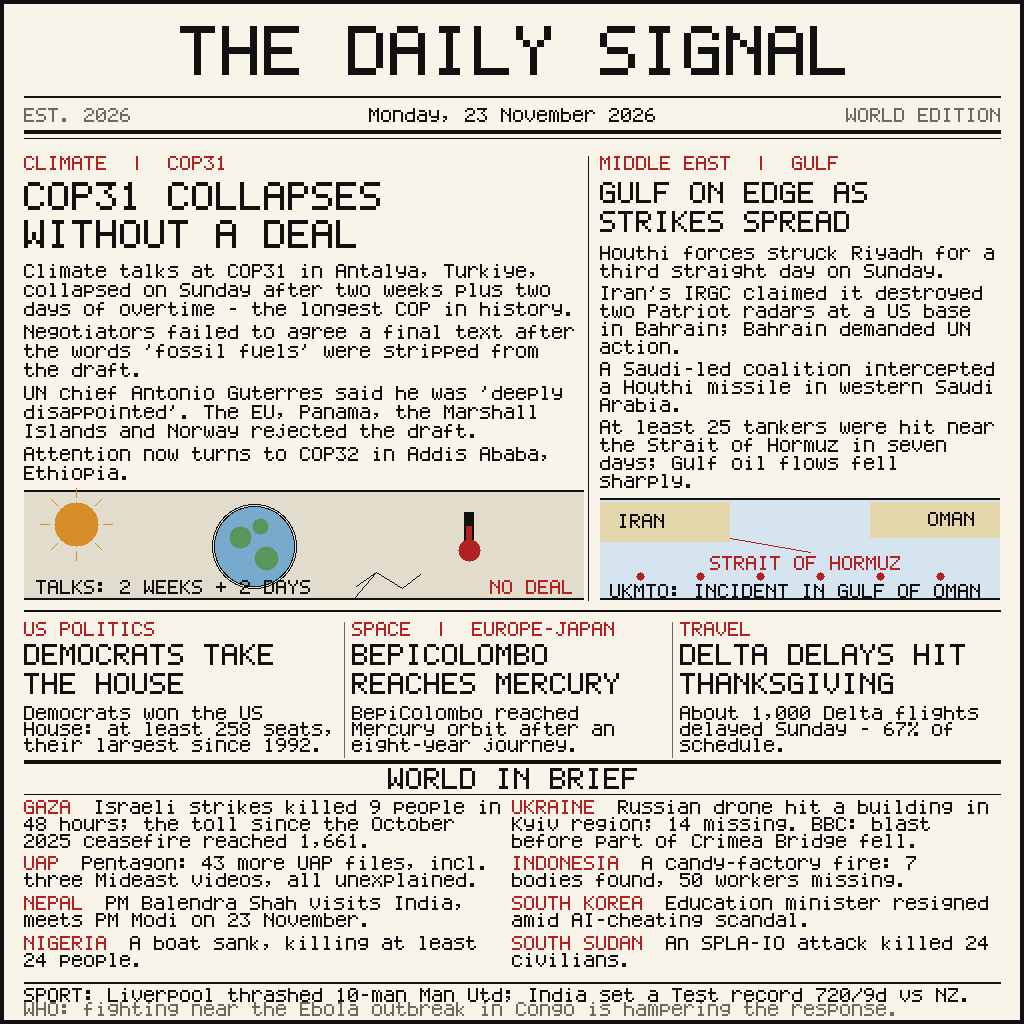 THE DAILY SIGNAL
EST. 2026
Monday, 23 November 2026
WORLD EDITION
CLIMATE | COP31
COP31 COLLAPSES
WITHOUT A DEAL
Climate talks at COP31 in Antalya, Turkiye,
collapsed on Sunday after two weeks plus two
days of overtime - the longest COP in history.
Negotiators failed to agree a final text after
the words 'fossil fuels' were stripped from
the draft.
UN chief Antonio Guterres said he was 'deeply
disappointed'. The EU, Panama, the Marshall
Islands and Norway rejected the draft.
Attention now turns to COP32 in Addis Ababa,
Ethiopia.
TALKS: 2 WEEKS + 2 DAYS
NO DEAL
MIDDLE EAST | GULF
GULF ON EDGE AS
STRIKES SPREAD
Houthi forces struck Riyadh for a
third straight day on Sunday.
Iran's IRGC claimed it destroyed
two Patriot radars at a US base
in Bahrain; Bahrain demanded UN
action.
A Saudi-led coalition intercepted
a Houthi missile in western Saudi
Arabia.
At least 25 tankers were hit near
the Strait of Hormuz in seven
days; Gulf oil flows fell
sharply.
IRAN
OMAN
STRAIT OF HORMUZ
UKMTO: INCIDENT IN GULF OF OMAN
US POLITICS
DEMOCRATS TAKE
THE HOUSE
Democrats won the US
House: at least 258 seats,
their largest since 1992.
SPACE | EUROPE-JAPAN
BEPICOLOMBO
REACHES MERCURY
BepiColombo reached
Mercury orbit after an
eight-year journey.
TRAVEL
DELTA DELAYS HIT
THANKSGIVING
About 1,000 Delta flights
delayed Sunday - 67% of
schedule.
WORLD IN BRIEF
GAZA Israeli strikes killed 9 people in
48 hours; the toll since the October
2025 ceasefire reached 1,661.
UAP Pentagon: 43 more UAP files, incl.
three Mideast videos, all unexplained.
NEPAL PM Balendra Shah visits India,
meets PM Modi on 23 November.
NIGERIA A boat sank, killing at least
24 people.
UKRAINE Russian drone hit a building in
Kyiv region; 14 missing. BBC: blast
before part of Crimea Bridge fell.
INDONESIA A candy-factory fire: 7
bodies found, 50 workers missing.
SOUTH KOREA Education minister resigned
amid AI-cheating scandal.
SOUTH SUDAN An SPLA-IO attack killed 24
civilians.
SPORT: Liverpool thrashed 10-man Man Utd; India set a Test record 720/9d vs NZ.
WHO: fighting near the Ebola outbreak in Congo is hampering the response.